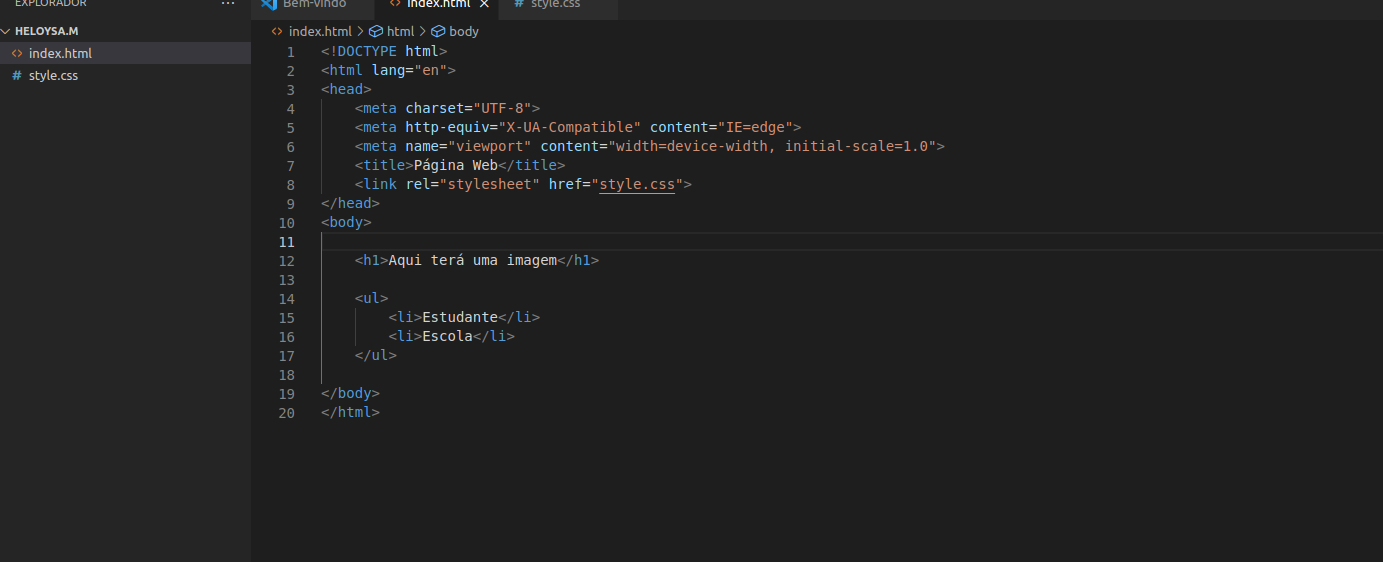 EXPLORADOR ...
Bem-vindo index.html × # style.css
HELOYSA.M
<> index.html
# style.css
<> index.html > html > body
1 <!DOCTYPE html>
2 <html lang="en">
3 <head>
4 <meta charset="UTF-8">
5 <meta http-equiv="X-UA-Compatible" content="IE=edge">
6 <meta name="viewport" content="width=device-width, initial-scale=1.0">
7 <title>Página Web</title>
8 <link rel="stylesheet" href="style.css">
9 </head>
10 <body>
11
12 <h1>Aqui terá uma imagem</h1>
13
14 <ul>
15 <li>Estudante</li>
16 <li>Escola</li>
17 </ul>
18
19 </body>
20 </html>